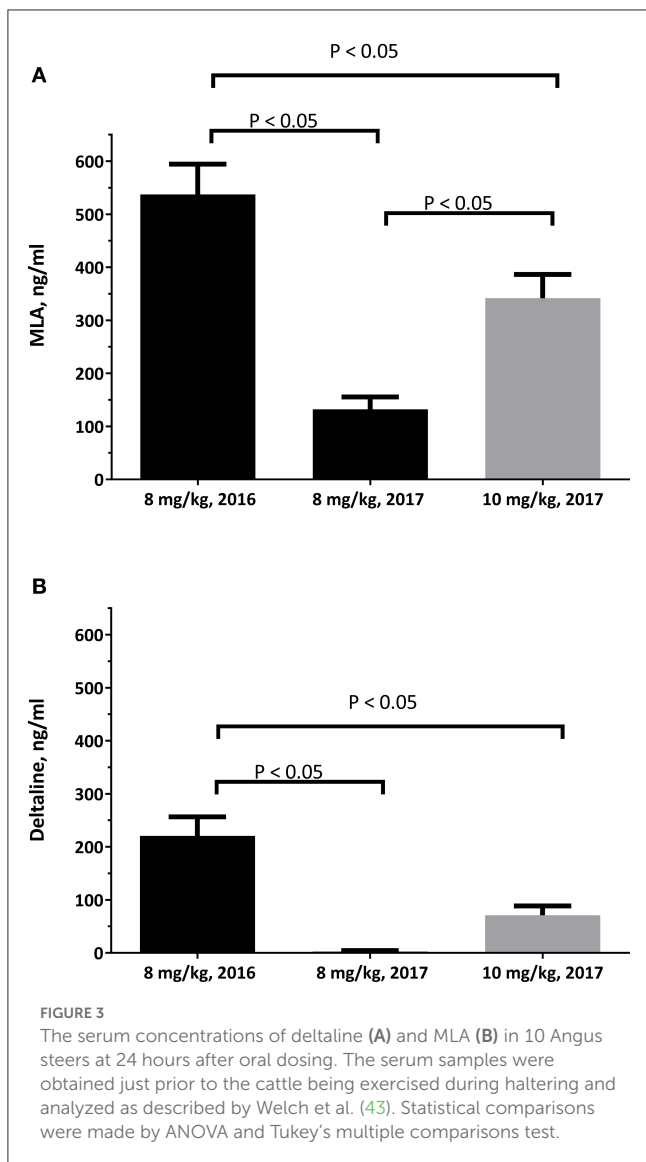 A
P < 0.05
P < 0.05
P < 0.05
600
500
400
300
200
100
0
MLA, ng/ml
8 mg/kg, 2016 8 mg/kg, 2017 10 mg/kg, 2017
B
600
500
400
300
200
100
0
Deltaline, ng/ml
P < 0.05
P < 0.05
8 mg/kg, 2016 8 mg/kg, 2017 10 mg/kg, 2017
FIGURE 3
The serum concentrations of deltaline (A) and MLA (B) in 10 Angus
steers at 24 hours after oral dosing. The serum samples were
obtained just prior to the cattle being exercised during haltering and
analyzed as described by Welch et al. (43). Statistical comparisons
were made by ANOVA and Tukey's multiple comparisons test.